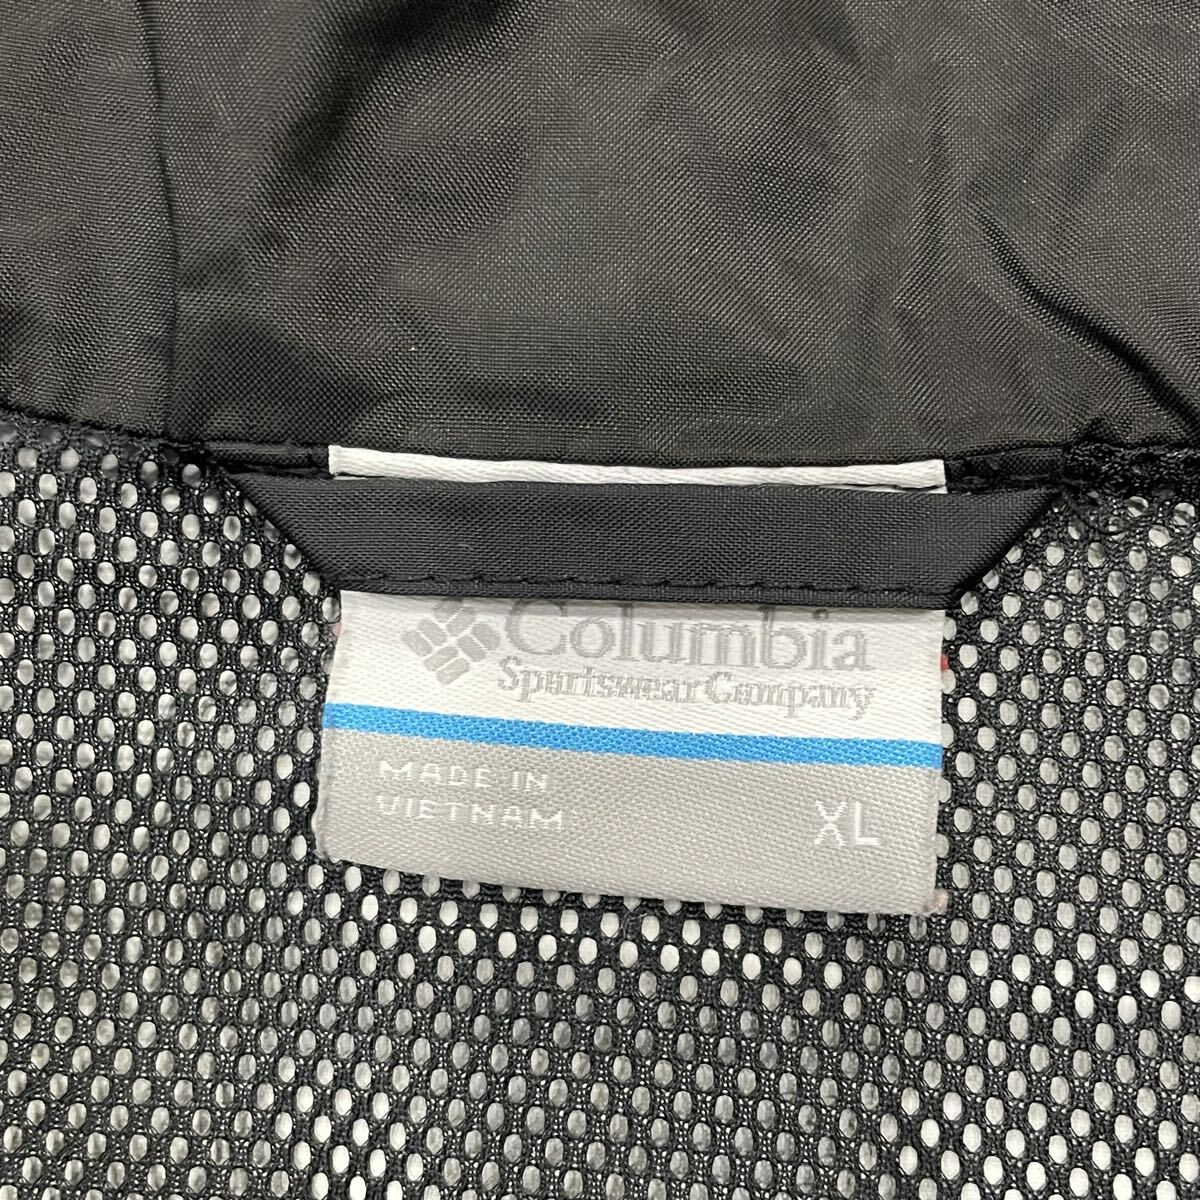 Columbia
Sportswear Company
MADE IN
VIETNAM
XL